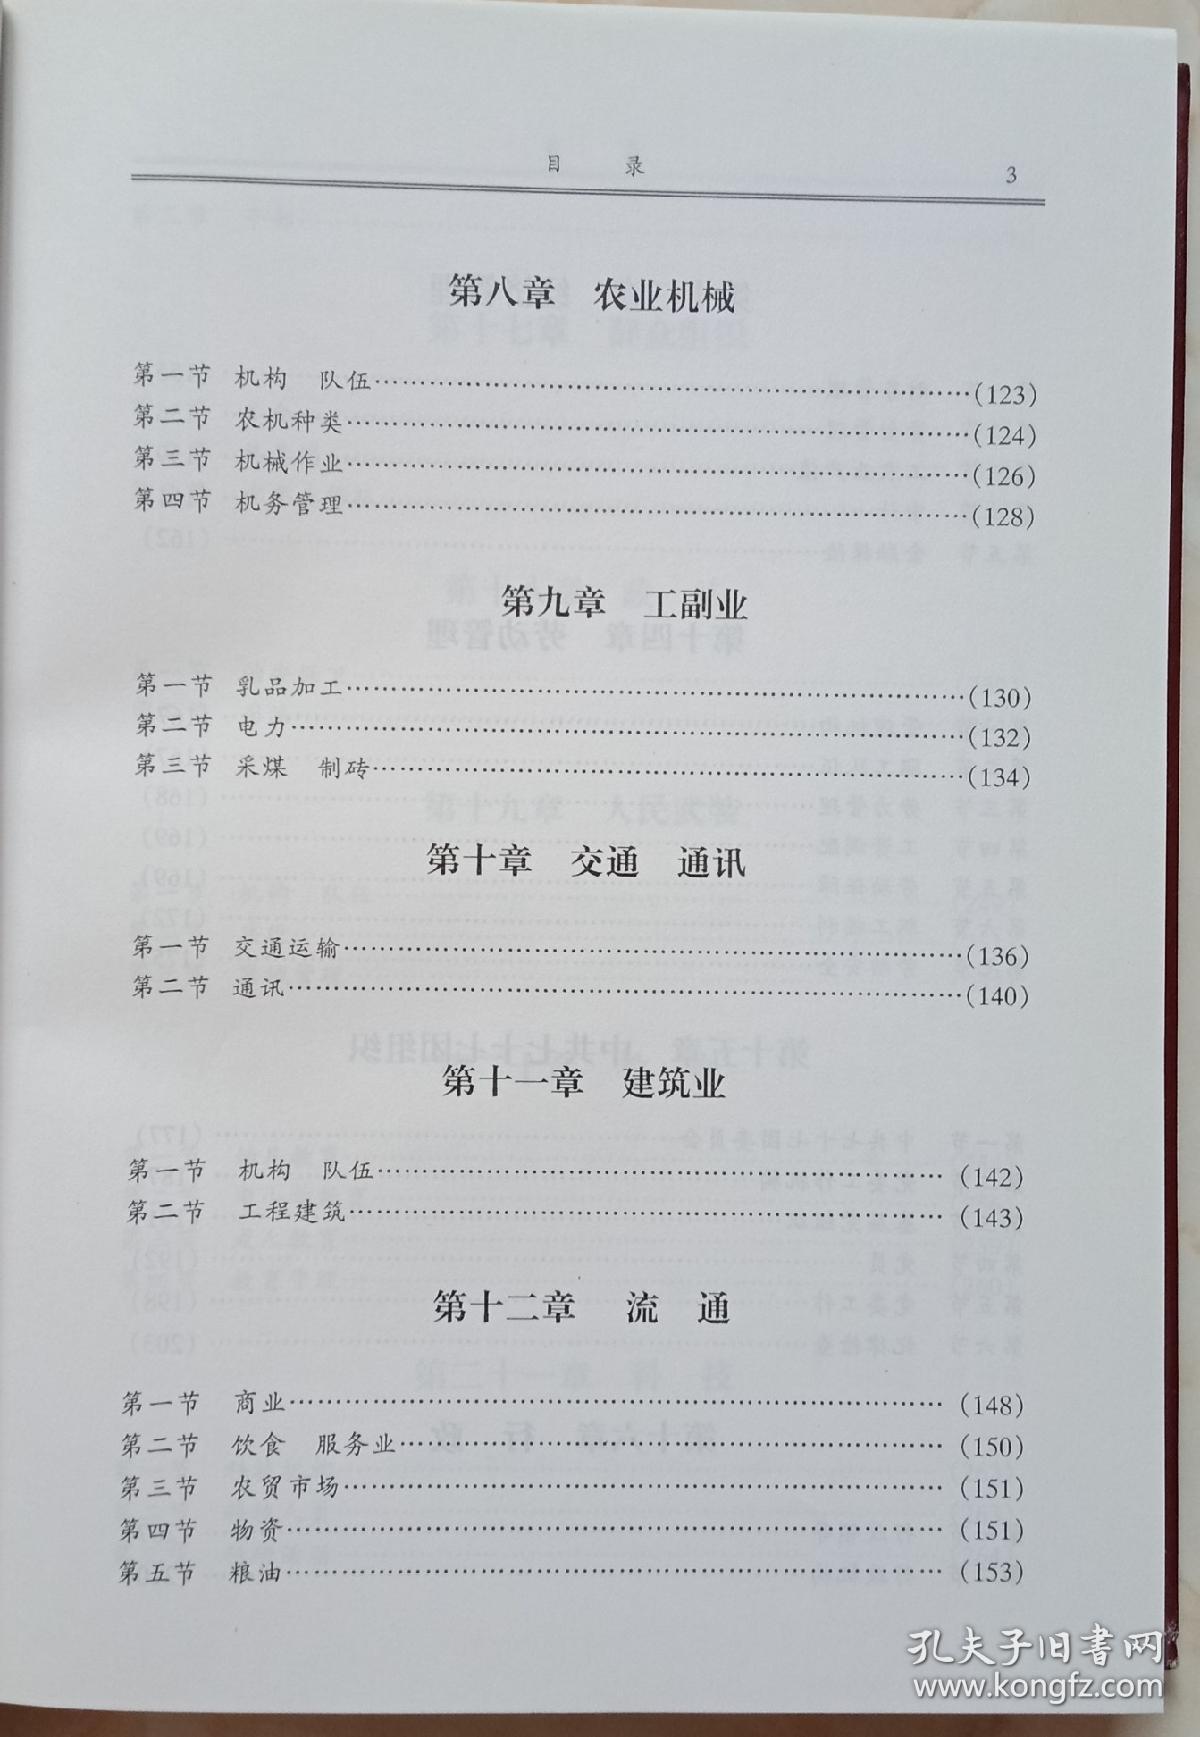 目 录 3
第八章 农业机械
第一节 机构 队伍……………………………………(123)
第二节 农机种类……………………………………(124)
第三节 机械作业……………………………………(126)
第四节 机务管理……………………………………(128)
第九章 工副业
第一节 乳品加工……………………………………(130)
第二节 电力……………………………………(132)
第三节 采煤 制砖……………………………………(134)
第十章 交通 通讯
第一节 交通运输……………………………………(136)
第二节 通讯……………………………………(140)
第十一章 建筑业
第一节 机构 队伍……………………………………(142)
第二节 工程建筑……………………………………(143)
第十二章 流 通
第一节 商业……………………………………(148)
第二节 饮食 服务业……………………………………(150)
第三节 农贸市场……………………………………(151)
第四节 物资……………………………………(151)
第五节 粮油……………………………………(153)
孔夫子旧书网
www.kongfz.com